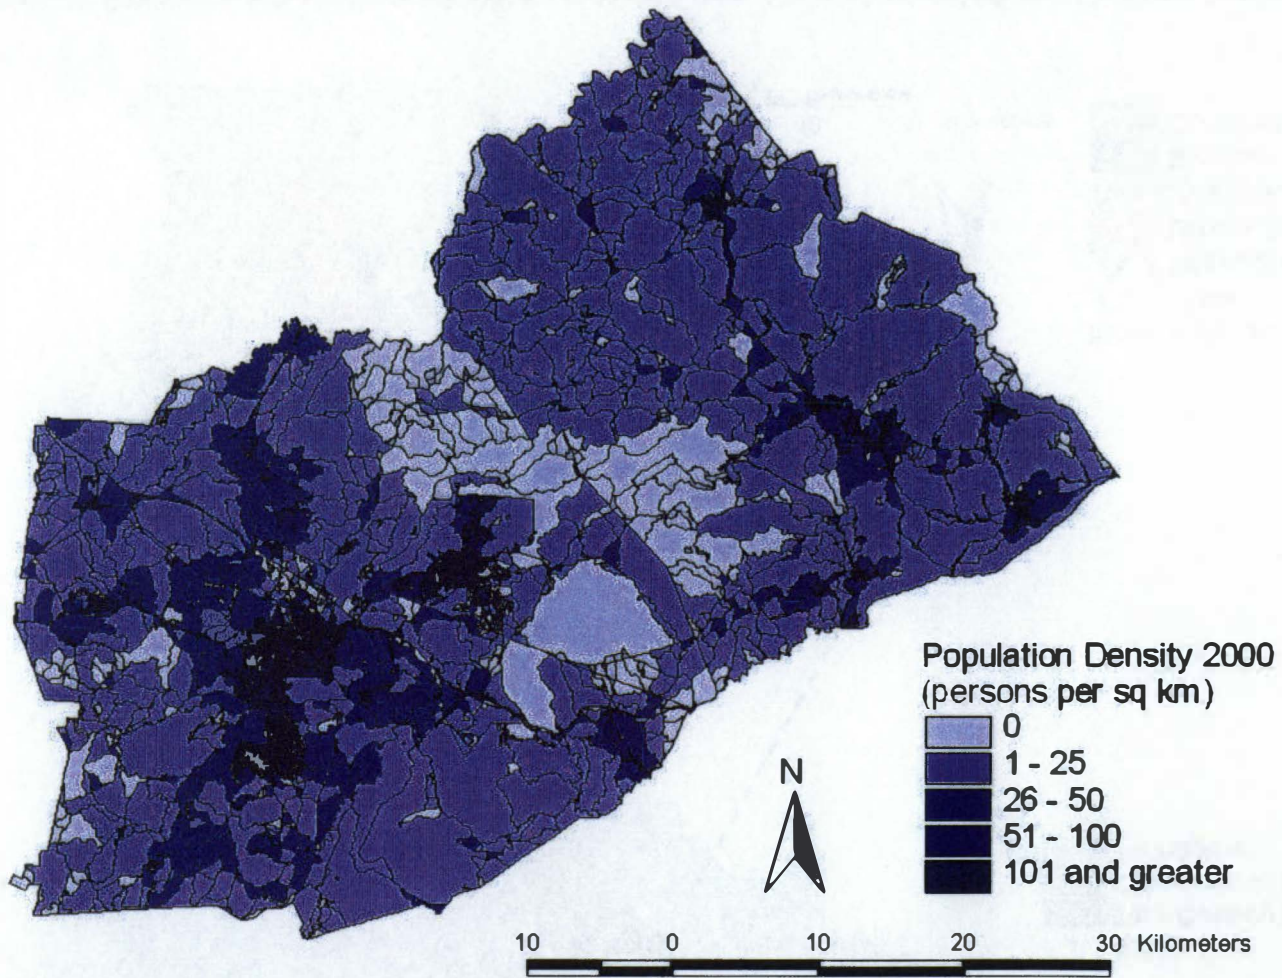 Population Density 2000
(persons per sq km)
0
1 - 25
26 - 50
51 - 100
101 and greater
N
10 0 10 20 30 Kilometers